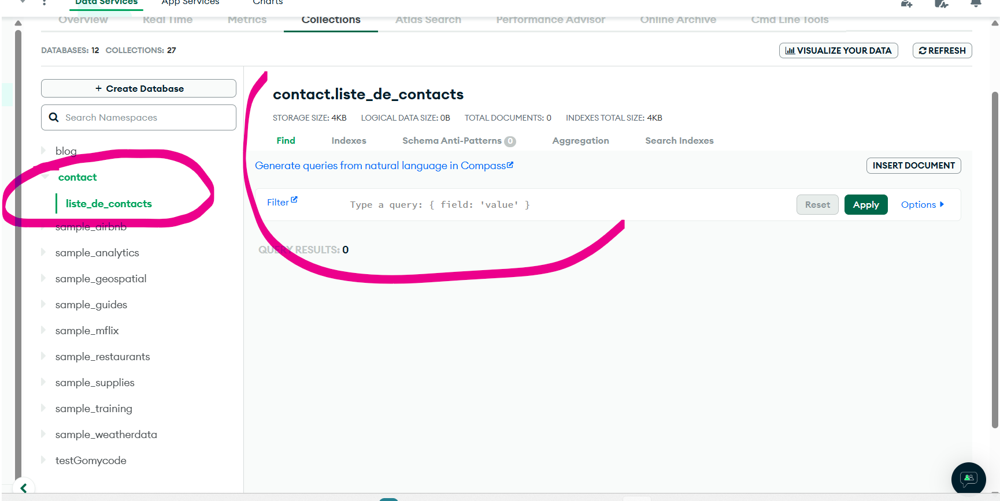 Data Services App Services Charts
Overview Real Time Metrics Collections Atlas Search Performance Advisor Online Archive Cmd Line Tools
DATABASES: 12 COLLECTIONS: 27
VISUALIZE YOUR DATA
REFRESH
+ Create Database
Search Namespaces
blog
contact
liste_de_contacts
sample_airbnb
sample_analytics
sample_geospatial
sample_guides
sample_mflix
sample_restaurants
sample_supplies
sample_training
sample_weatherdata
testGomycode
contact.liste_de_contacts
STORAGE SIZE: 4KB LOGICAL DATA SIZE: 0B TOTAL DOCUMENTS: 0 INDEXES TOTAL SIZE: 4KB
Find Indexes Schema Anti-Patterns 0 Aggregation Search Indexes
Generate queries from natural language in Compass
INSERT DOCUMENT
Filter Type a query: { field: 'value' } Reset Apply Options
QUERY RESULTS: 0